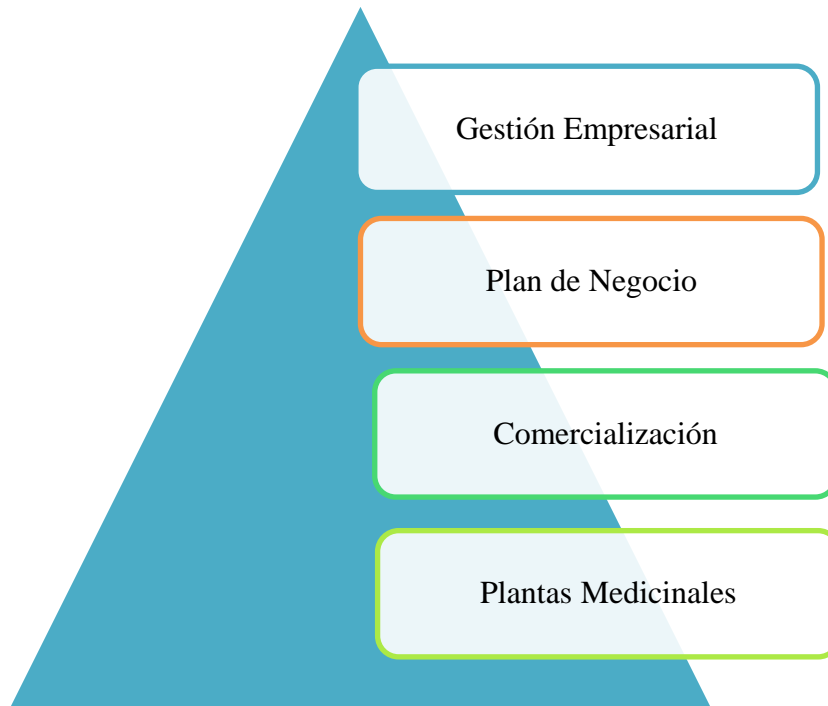 Gestión Empresarial
Plan de Negocio
Comercialización
Plantas Medicinales